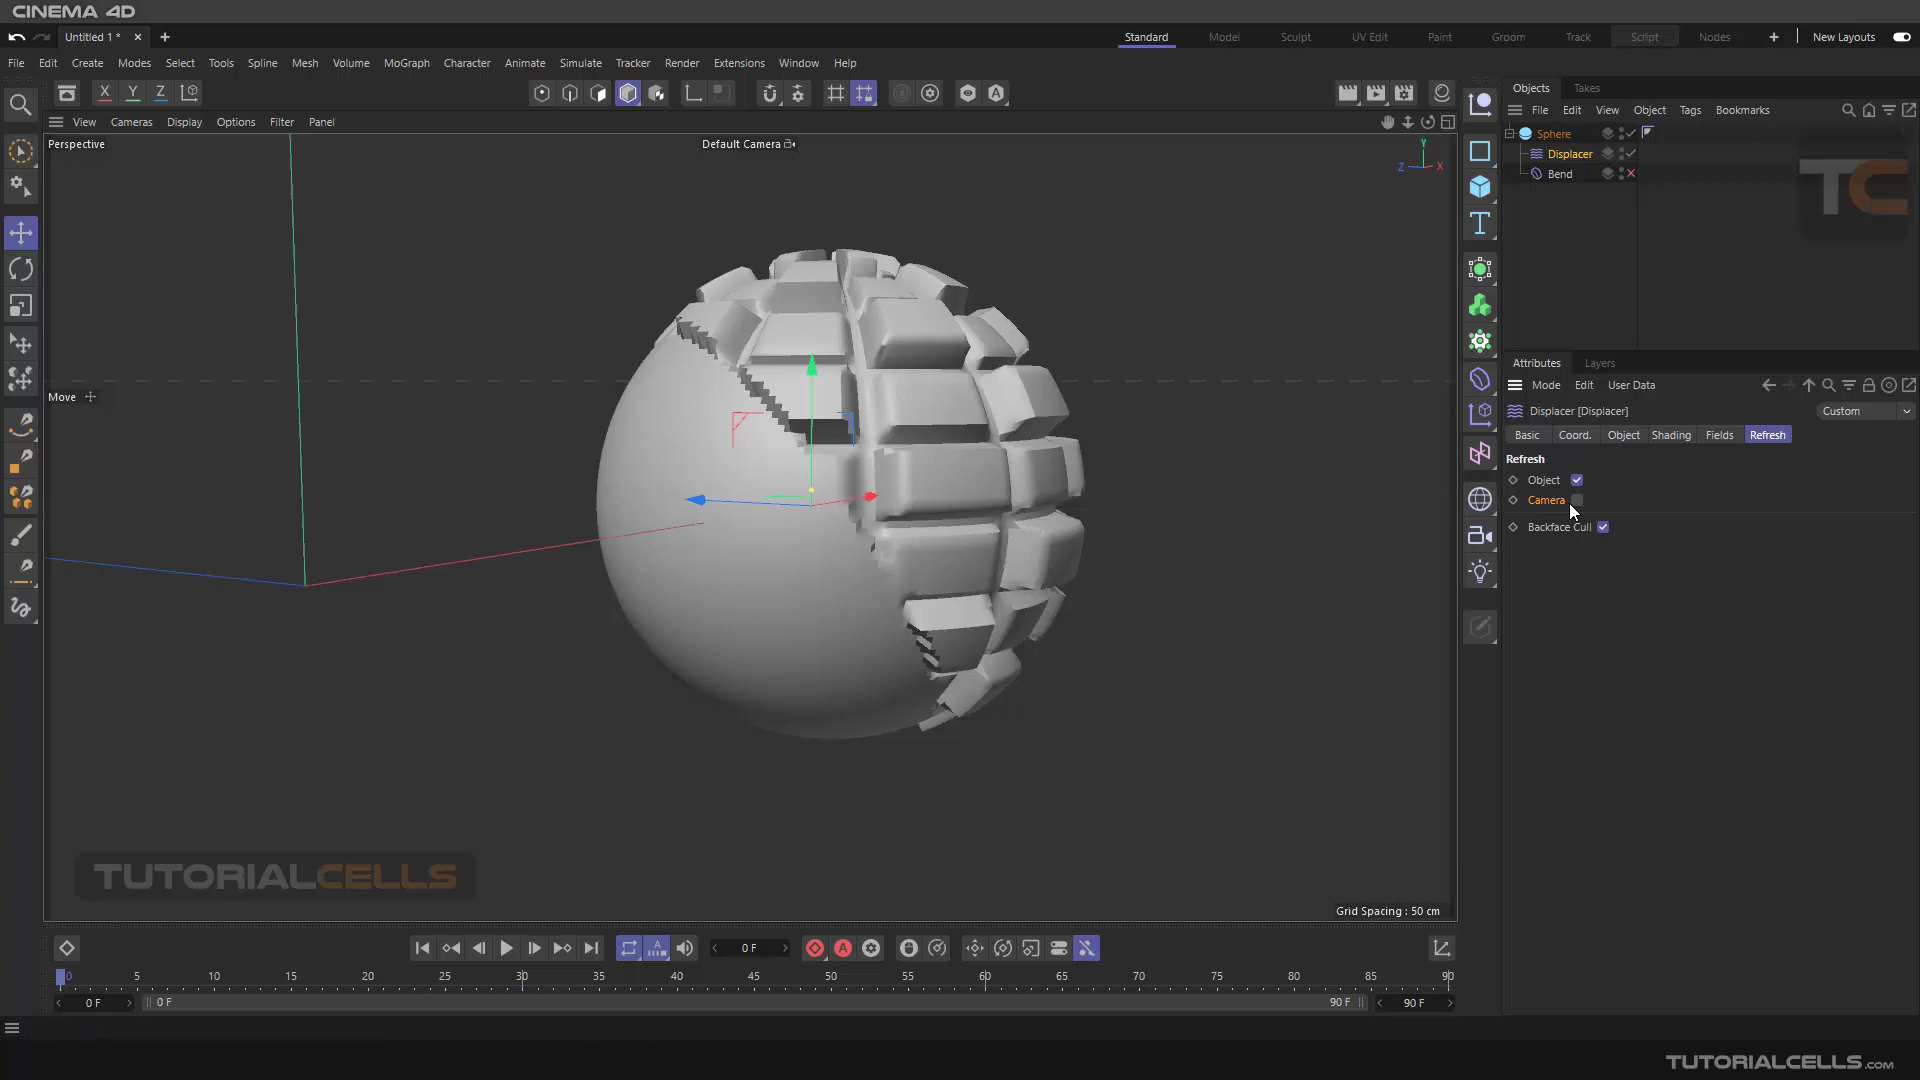 CINEMA 4D
Untitled 1 *
Standard Model Sculpt UV Edit Paint Groom Track Script Nodes New Layouts
File Edit Create Modes Select Tools Spline Mesh Volume MoGraph Character Animate Simulate Tracker Render Extensions Window Help
X Y Z
Objects Takes
File Edit View Object Tags Bookmarks
View Cameras Display Options Filter Panel
Perspective
Default Camera
Y
Z X
Sphere
Displacer
Bend
TC
Attributes Layers
Mode Edit User Data
Move
Displacer [Displacer]
Custom
Basic Coord. Object Shading Fields Refresh
Refresh
Object
Camera
Backface Cull
TUTORIALCELLS
Grid Spacing : 50 cm
0 F
0 5 10 15 20 25 30 35 40 45 50 55 60 65 70 75 80 85 90
0 F 0 F 90 F 90 F
TUTORIALCELLS.COM